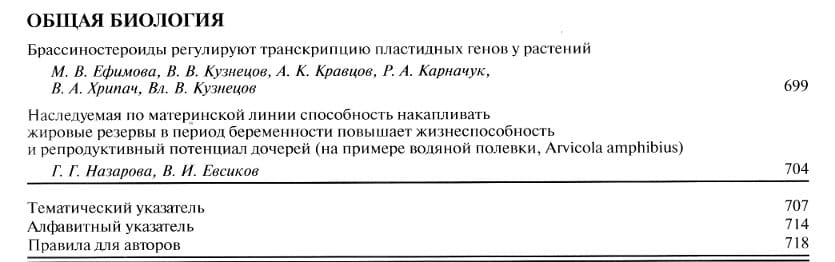 ОБЩАЯ БИОЛОГИЯ
Брассиностероиды регулируют транскрипцию пластидных генов у растений
М. В. Ефимова, В. В. Кузнецов, А. К. Кравцов, Р. А. Карначук,
В. А. Хрипач, Вл. В. Кузнецов 699
Наследуемая по материнской линии способность накапливать
жировые резервы в период беременности повышает жизнеспособность
и репродуктивный потенциал дочерей (на примере водяной полевки, Arvicola amphibius)
Г. Г. Назарова, В. И. Евсиков 704
Тематический указатель 707
Алфавитный указатель 714
Правила для авторов 718